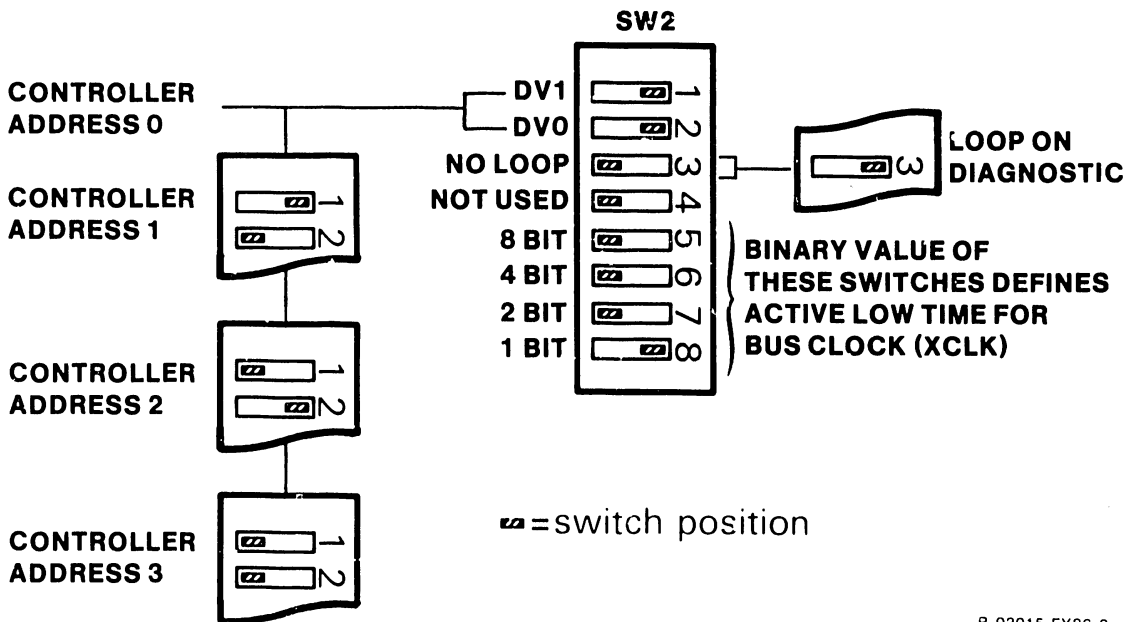 SW2
CONTROLLER
ADDRESS 0
DV1
1
DV0
2
NO LOOP
3
NOT USED
4
8 BIT
5
4 BIT
6
2 BIT
7
1 BIT
8
3
LOOP ON
DIAGNOSTIC
BINARY VALUE OF
THESE SWITCHES DEFINES
ACTIVE LOW TIME FOR
BUS CLOCK (XCLK)
CONTROLLER
ADDRESS 1
1
2
CONTROLLER
ADDRESS 2
1
2
CONTROLLER
ADDRESS 3
1
2
=switch position